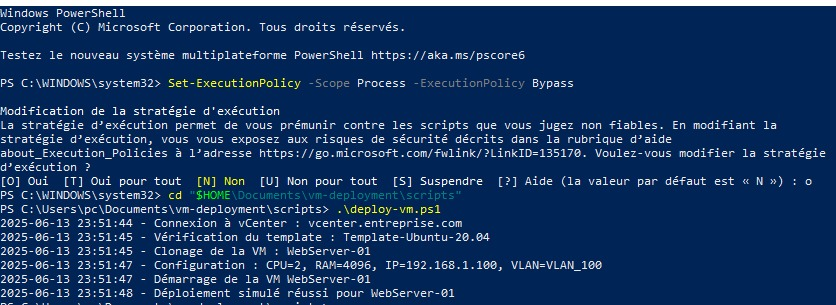 Windows PowerShell
Copyright (C) Microsoft Corporation. Tous droits réservés.
Testez le nouveau système multiplateforme PowerShell https://aka.ms/pscore6
PS C:\WINDOWS\system32> Set-ExecutionPolicy -Scope Process -ExecutionPolicy Bypass
Modification de la stratégie d'exécution
La stratégie d’exécution permet de vous prémunir contre les scripts que vous jugez non fiables. En modifiant la
stratégie d’exécution, vous vous exposez aux risques de sécurité décrits dans la rubrique d’aide
about_Execution_Policies à l’adresse https://go.microsoft.com/fwlink/?LinkID=135170. Voulez-vous modifier la stratégie
d’exécution ?
[O] Oui  [T] Oui pour tout  [N] Non  [U] Non pour tout  [S] Suspendre  [?] Aide (la valeur par défaut est « N ») : o
PS C:\WINDOWS\system32> cd "$HOME\Documents\vm-deployment\scripts"
PS C:\Users\pc\Documents\vm-deployment\scripts> .\deploy-vm.ps1
2025-06-13 23:51:44 - Connexion à vCenter : vcenter.entreprise.com
2025-06-13 23:51:45 - Vérification du template : Template-Ubuntu-20.04
2025-06-13 23:51:45 - Clonage de la VM : WebServer-01
2025-06-13 23:51:47 - Configuration : CPU=2, RAM=4096, IP=192.168.1.100, VLAN=VLAN_100
2025-06-13 23:51:47 - Démarrage de la VM WebServer-01
2025-06-13 23:51:48 - Déploiement simulé réussi pour WebServer-01